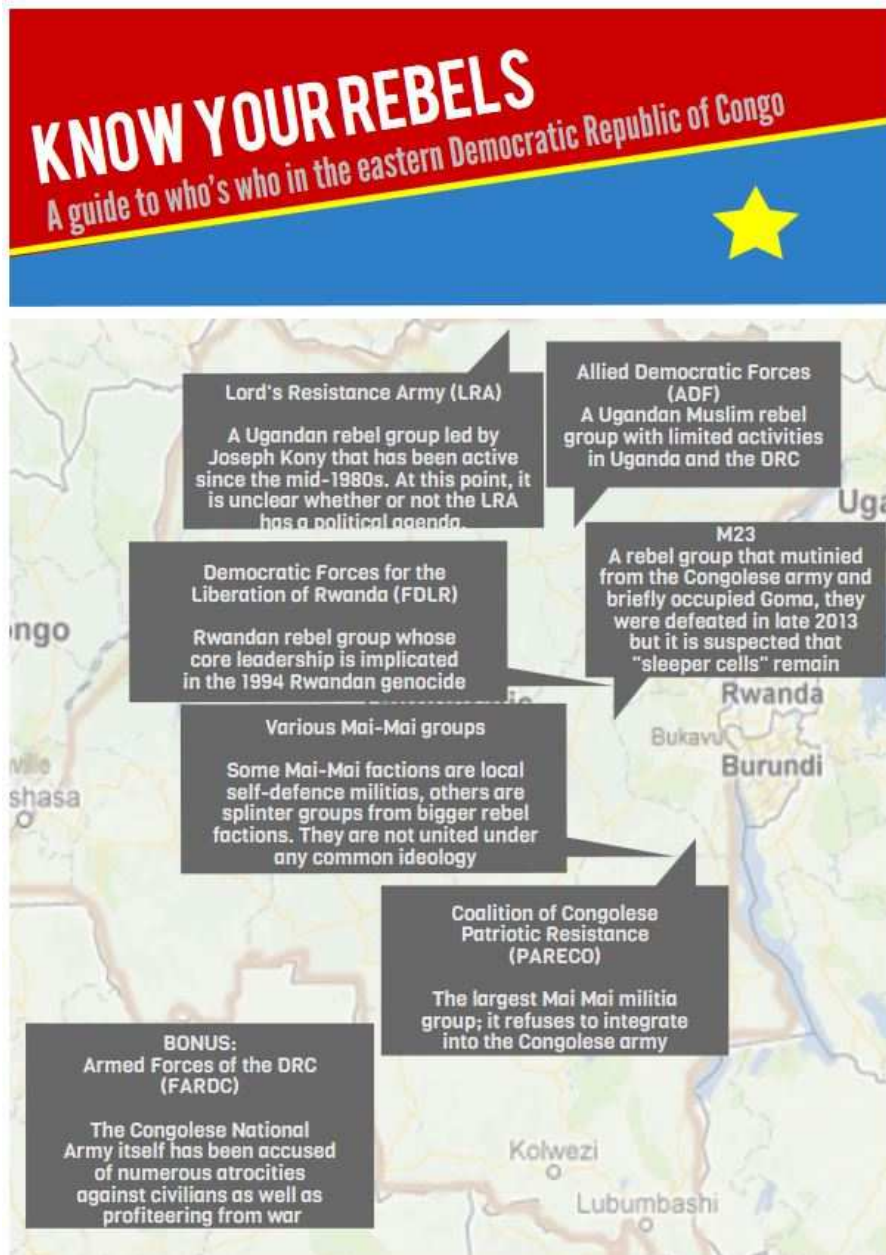 KNOW YOUR REBELS
A guide to who's who in the eastern Democratic Republic of Congo
Lord's Resistance Army (LRA)
A Ugandan rebel group led by
Joseph Kony that has been active
since the mid-1980s. At this point, it
is unclear whether or not the LRA
has a political agenda.
Allied Democratic Forces
(ADF)
A Ugandan Muslim rebel
group with limited activities
in Uganda and the DRC
Uga
M23
A rebel group that mutinied
from the Congolese army and
briefly occupied Goma, they
were defeated in late 2013
but it is suspected that
"sleeper cells" remain
Democratic Forces for the
Liberation of Rwanda (FDLR)
Rwandan rebel group whose
core leadership is implicated
in the 1994 Rwandan genocide
ongo
Rwanda
Bukavu
Burundi
Various Mai-Mai groups
Some Mai-Mai factions are local
self-defence militias, others are
splinter groups from bigger rebel
factions. They are not united under
any common ideology
ville
shasa
Coalition of Congolese
Patriotic Resistance
(PARECO)
The largest Mai Mai militia
group; it refuses to integrate
into the Congolese army
BONUS:
Armed Forces of the DRC
(FARDC)
The Congolese National
Army itself has been accused
of numerous atrocities
against civilians as well as
profiteering from war
Kolwezi
Lubumbashi